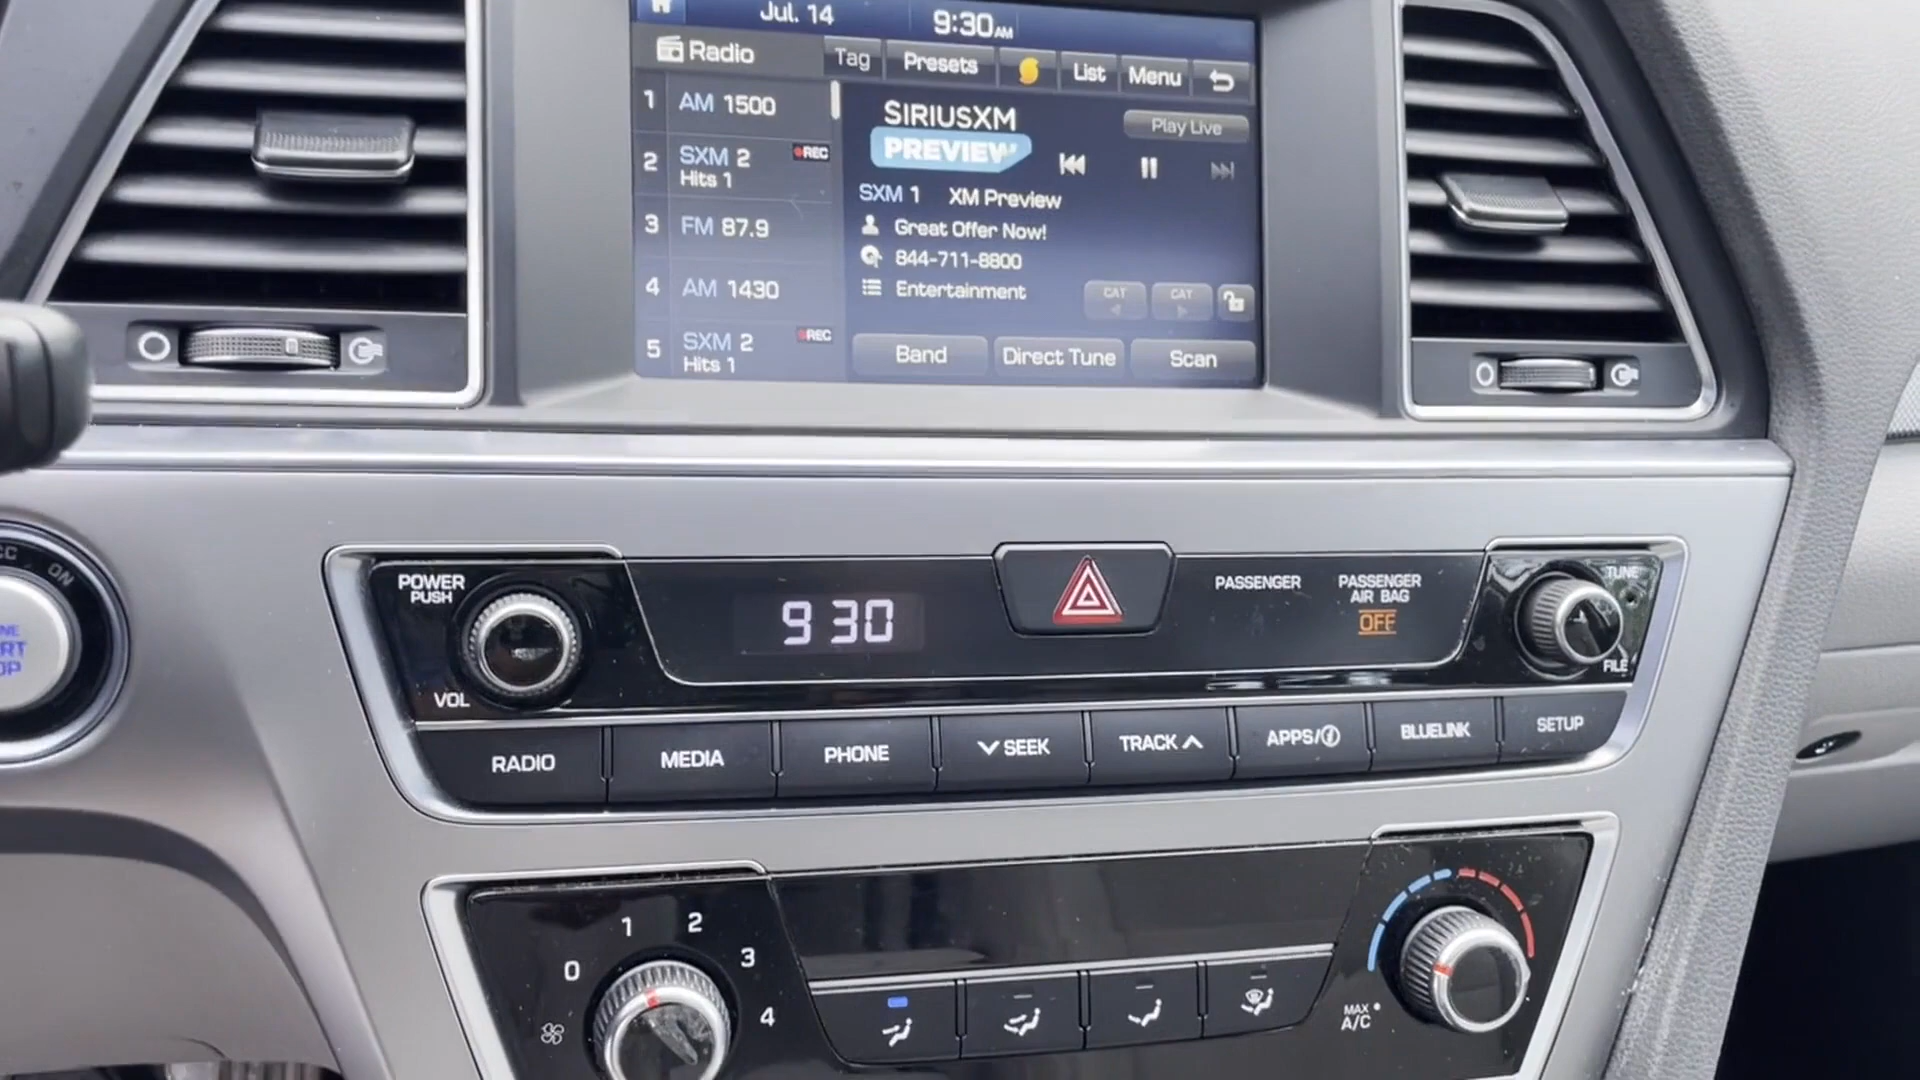 Jul. 14
9:30AM
Radio
Tag
Presets
List
Menu
1 AM 1500
2 SXM 2 REC
Hits 1
3 FM 87.9
4 AM 1430
5 SXM 2 REC
Hits 1
SIRIUSXM
PREVIEW
Play Live
SXM 1 XM Preview
Great Offer Now!
844-711-8800
Entertainment
CAT
CAT
Band
Direct Tune
Scan
ON
POWER
PUSH
VOL
9 30
PASSENGER
PASSENGER
AIR BAG
OFF
TUNE
FILE
RADIO
MEDIA
PHONE
SEEK
TRACK
APPS/i
BLUELINK
SETUP
0
1
2
3
4
MAX
A/C